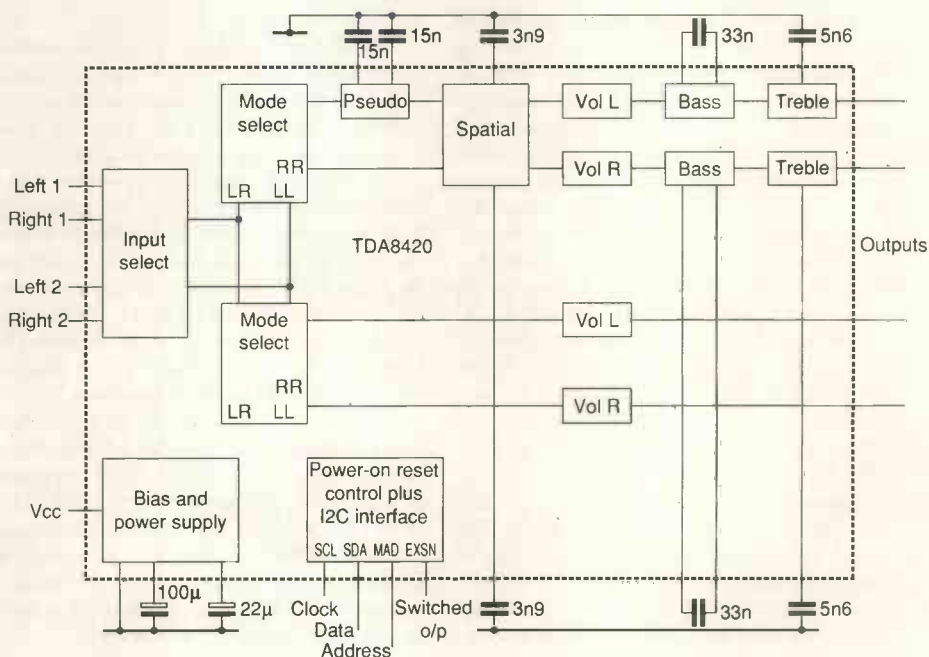 15n
15n
3n9
33n
5n6
Mode
select
Pseudo
Spatial
Vol L
Bass
Treble
RR
LR LL
Vol R
Bass
Treble
Left 1
Right 1
Input
select
TDA8420
Outputs
Left 2
Right 2
Mode
select
Vol L
RR
LR LL
Vol R
Vcc
Bias and
power supply
Power-on reset
control plus
I2C interface
SCL SDA MAD EXSN
100µ
22µ
Clock
Data
Address
Switched
o/p
3n9
33n
5n6